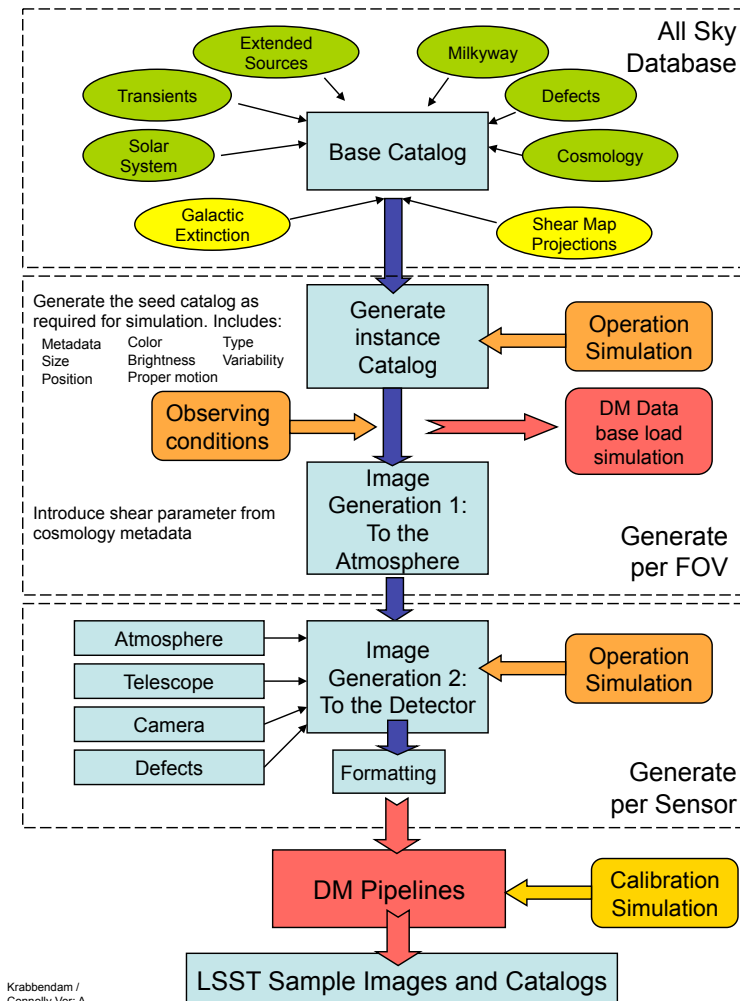 All Sky
Database
Extended
Sources
Milkyway
Transients
Defects
Solar
System
Base Catalog
Cosmology
Galactic
Extinction
Shear Map
Projections
Generate the seed catalog as
required for simulation. Includes:
Metadata Color Type
Size Brightness Variability
Position Proper motion
Generate
instance
Catalog
Operation
Simulation
Observing
conditions
DM Data
base load
simulation
Introduce shear parameter from
cosmology metadata
Image
Generation 1:
To the
Atmosphere
Generate
per FOV
Atmosphere
Telescope
Camera
Defects
Image
Generation 2:
To the Detector
Operation
Simulation
Formatting
Generate
per Sensor
DM Pipelines
Calibration
Simulation
LSST Sample Images and Catalogs
Krabbendam /
Connolly Ver: A